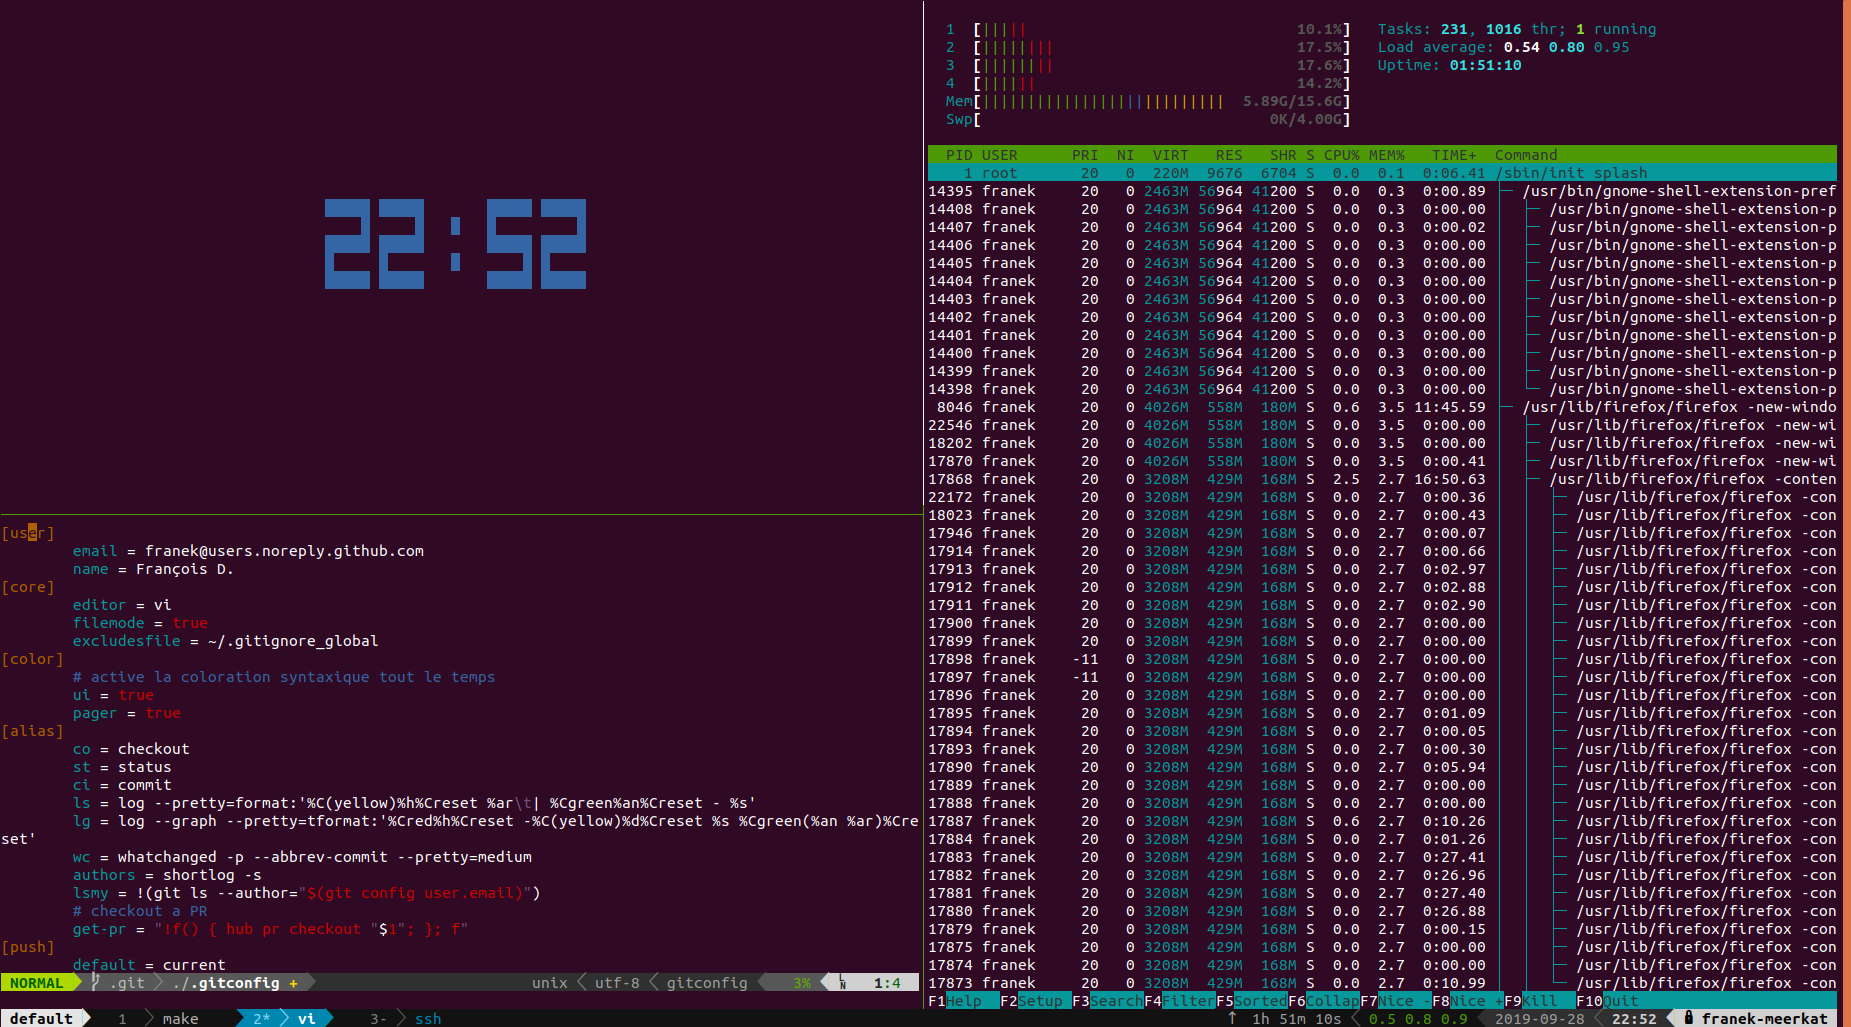 22:52
[user]
email = franek@users.noreply.github.com
name = François D.
[core]
editor = vi
filemode = true
excludesfile = ~/.gitignore_global
[color]
# active la coloration syntaxique tout le temps
ui = true
pager = true
[alias]
co = checkout
st = status
ci = commit
ls = log --pretty=format:'%C(yellow)%h%Creset %ar\t| %Cgreen%an%Creset - %s'
lg = log --graph --pretty=tformat:'%Cred%h%Creset -%C(yellow)%d%Creset %s %Cgreen(%an %ar)%Cre
set'
wc = whatchanged -p --abbrev-commit --pretty=medium
authors = shortlog -s
lsmy = !(git ls --author="$(git config user.email)")
# checkout a PR
get-pr = "!f() { hub pr checkout "$1"; }; f"
[push]
default = current
NORMAL .git ./.gitconfig + unix utf-8 gitconfig 3% LN 1:4
1 [||||| 10.1%] Tasks: 231, 1016 thr; 1 running
2 [|||||||| 17.5%] Load average: 0.54 0.80 0.95
3 [|||||||| 17.6%] Uptime: 01:51:10
4 [|||||| 14.2%]
Mem[||||||||||||||||||||||||||| 5.89G/15.6G]
Swp[ 0K/4.00G]
PID USER PRI NI VIRT RES SHR S CPU% MEM% TIME+ Command
1 root 20 0 220M 9676 6704 S 0.0 0.1 0:06.41 /sbin/init splash
14395 franek 20 0 2463M 56964 41200 S 0.0 0.3 0:00.89 /usr/bin/gnome-shell-extension-pref
14408 franek 20 0 2463M 56964 41200 S 0.0 0.3 0:00.00 /usr/bin/gnome-shell-extension-p
14407 franek 20 0 2463M 56964 41200 S 0.0 0.3 0:00.02 /usr/bin/gnome-shell-extension-p
14406 franek 20 0 2463M 56964 41200 S 0.0 0.3 0:00.00 /usr/bin/gnome-shell-extension-p
14405 franek 20 0 2463M 56964 41200 S 0.0 0.3 0:00.00 /usr/bin/gnome-shell-extension-p
14404 franek 20 0 2463M 56964 41200 S 0.0 0.3 0:00.00 /usr/bin/gnome-shell-extension-p
14403 franek 20 0 2463M 56964 41200 S 0.0 0.3 0:00.00 /usr/bin/gnome-shell-extension-p
14402 franek 20 0 2463M 56964 41200 S 0.0 0.3 0:00.00 /usr/bin/gnome-shell-extension-p
14401 franek 20 0 2463M 56964 41200 S 0.0 0.3 0:00.00 /usr/bin/gnome-shell-extension-p
14400 franek 20 0 2463M 56964 41200 S 0.0 0.3 0:00.00 /usr/bin/gnome-shell-extension-p
14399 franek 20 0 2463M 56964 41200 S 0.0 0.3 0:00.00 /usr/bin/gnome-shell-extension-p
14398 franek 20 0 2463M 56964 41200 S 0.0 0.3 0:00.00 /usr/bin/gnome-shell-extension-p
8046 franek 20 0 4026M 558M 180M S 0.6 3.5 11:45.59 /usr/lib/firefox/firefox -new-windo
22546 franek 20 0 4026M 558M 180M S 0.0 3.5 0:00.00 /usr/lib/firefox/firefox -new-wi
18202 franek 20 0 4026M 558M 180M S 0.0 3.5 0:00.00 /usr/lib/firefox/firefox -new-wi
17870 franek 20 0 4026M 558M 180M S 0.0 3.5 0:00.41 /usr/lib/firefox/firefox -new-wi
17868 franek 20 0 3208M 429M 168M S 2.5 2.7 16:50.63 /usr/lib/firefox/firefox -conten
22172 franek 20 0 3208M 429M 168M S 0.0 2.7 0:00.36 /usr/lib/firefox/firefox -con
18023 franek 20 0 3208M 429M 168M S 0.0 2.7 0:00.43 /usr/lib/firefox/firefox -con
17946 franek 20 0 3208M 429M 168M S 0.0 2.7 0:00.07 /usr/lib/firefox/firefox -con
17914 franek 20 0 3208M 429M 168M S 0.0 2.7 0:00.66 /usr/lib/firefox/firefox -con
17913 franek 20 0 3208M 429M 168M S 0.0 2.7 0:02.97 /usr/lib/firefox/firefox -con
17912 franek 20 0 3208M 429M 168M S 0.0 2.7 0:02.88 /usr/lib/firefox/firefox -con
17911 franek 20 0 3208M 429M 168M S 0.0 2.7 0:02.90 /usr/lib/firefox/firefox -con
17900 franek 20 0 3208M 429M 168M S 0.0 2.7 0:00.00 /usr/lib/firefox/firefox -con
17899 franek 20 0 3208M 429M 168M S 0.0 2.7 0:00.00 /usr/lib/firefox/firefox -con
17898 franek -11 0 3208M 429M 168M S 0.0 2.7 0:00.00 /usr/lib/firefox/firefox -con
17897 franek -11 0 3208M 429M 168M S 0.0 2.7 0:00.00 /usr/lib/firefox/firefox -con
17896 franek 20 0 3208M 429M 168M S 0.0 2.7 0:00.00 /usr/lib/firefox/firefox -con
17895 franek 20 0 3208M 429M 168M S 0.0 2.7 0:01.09 /usr/lib/firefox/firefox -con
17894 franek 20 0 3208M 429M 168M S 0.0 2.7 0:00.05 /usr/lib/firefox/firefox -con
17893 franek 20 0 3208M 429M 168M S 0.0 2.7 0:00.30 /usr/lib/firefox/firefox -con
17890 franek 20 0 3208M 429M 168M S 0.0 2.7 0:05.94 /usr/lib/firefox/firefox -con
17889 franek 20 0 3208M 429M 168M S 0.0 2.7 0:00.00 /usr/lib/firefox/firefox -con
17888 franek 20 0 3208M 429M 168M S 0.0 2.7 0:00.00 /usr/lib/firefox/firefox -con
17887 franek 20 0 3208M 429M 168M S 0.6 2.7 0:10.26 /usr/lib/firefox/firefox -con
17884 franek 20 0 3208M 429M 168M S 0.0 2.7 0:01.26 /usr/lib/firefox/firefox -con
17883 franek 20 0 3208M 429M 168M S 0.0 2.7 0:27.41 /usr/lib/firefox/firefox -con
17882 franek 20 0 3208M 429M 168M S 0.0 2.7 0:26.96 /usr/lib/firefox/firefox -con
17881 franek 20 0 3208M 429M 168M S 0.0 2.7 0:27.40 /usr/lib/firefox/firefox -con
17880 franek 20 0 3208M 429M 168M S 0.0 2.7 0:26.88 /usr/lib/firefox/firefox -con
17879 franek 20 0 3208M 429M 168M S 0.0 2.7 0:00.15 /usr/lib/firefox/firefox -con
17875 franek 20 0 3208M 429M 168M S 0.0 2.7 0:00.00 /usr/lib/firefox/firefox -con
17874 franek 20 0 3208M 429M 168M S 0.0 2.7 0:00.00 /usr/lib/firefox/firefox -con
17873 franek 20 0 3208M 429M 168M S 0.0 2.7 0:10.99 /usr/lib/firefox/firefox -con
F1Help F2Setup F3SearchF4FilterF5SortedF6CollapF7Nice -F8Nice +F9Kill F10Quit
default 1 make 2* vi 3- ssh ↑ 1h 51m 10s 0.5 0.8 0.9 2019-09-28 22:52 franek-meerkat